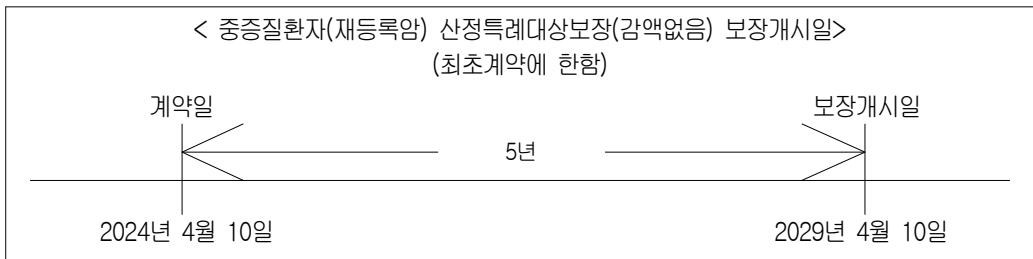 < 중증질환자(재등록암) 산정특례대상보장(감액없음) 보장개시일>
(최초계약에 한함)
계약일 보장개시일
5년
2024년 4월 10일 2029년 4월 10일